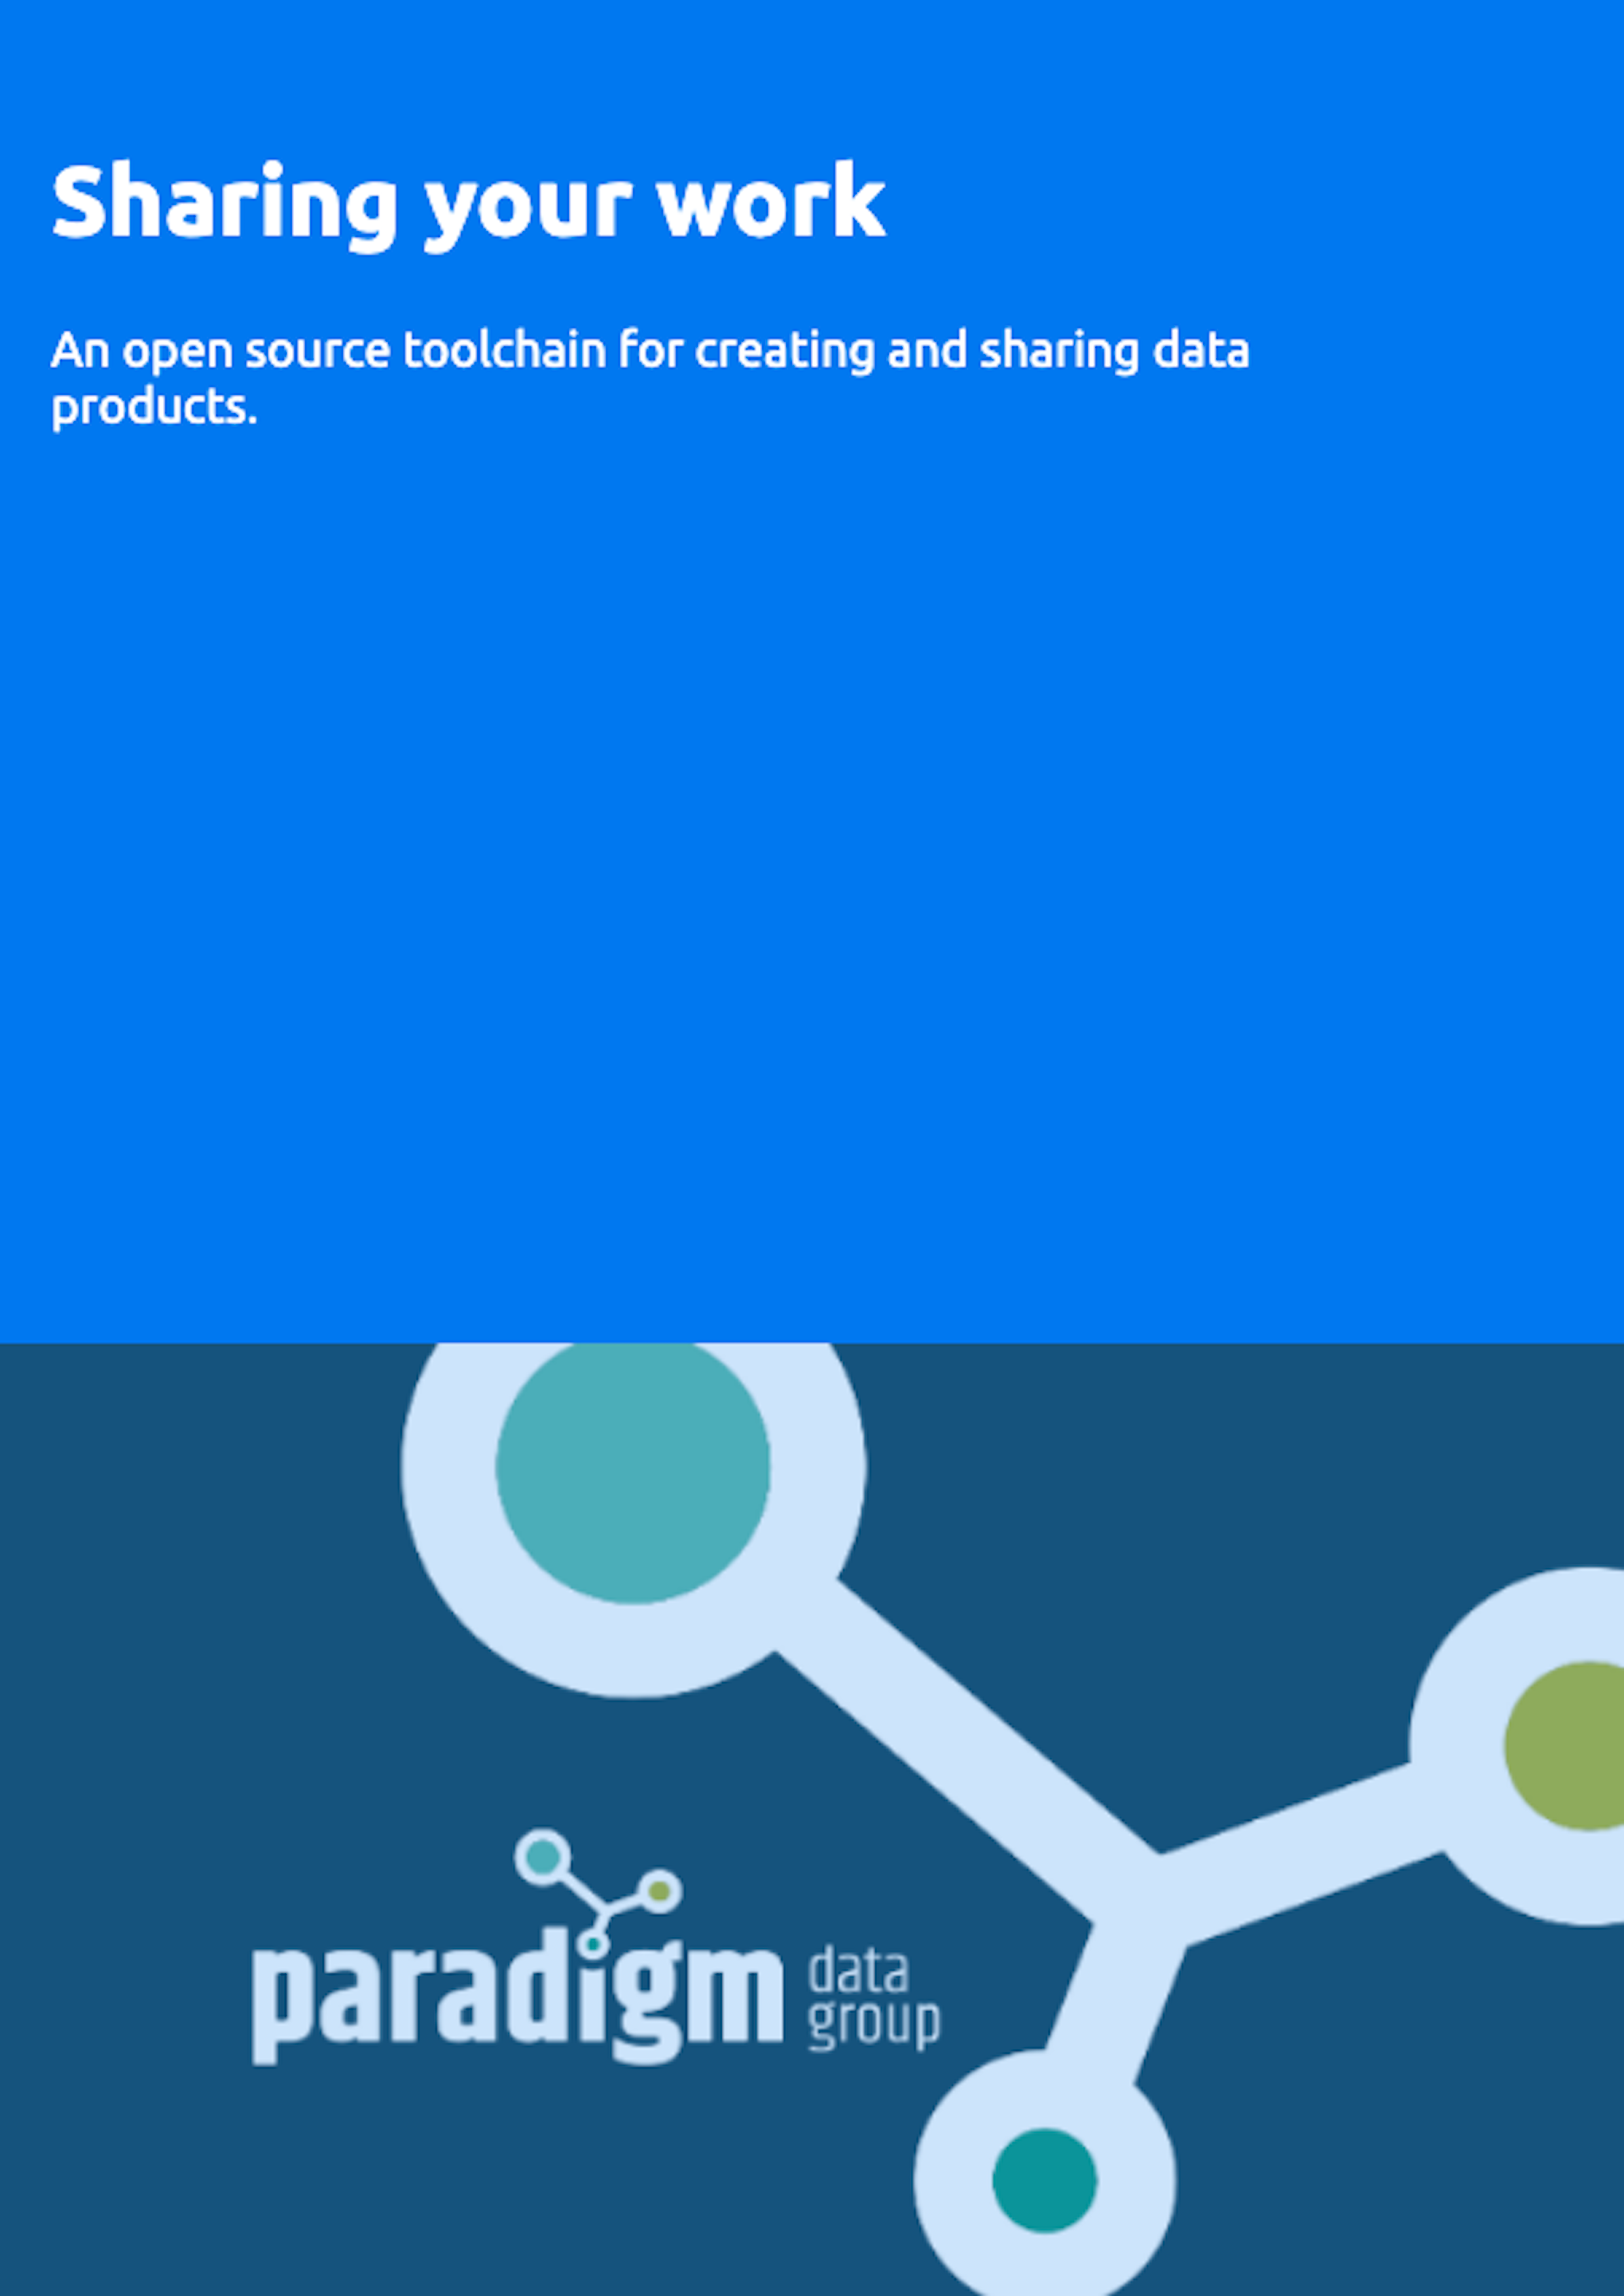 Sharing your work
An open source toolchain for creating and sharing data
products.
paradigm data
group